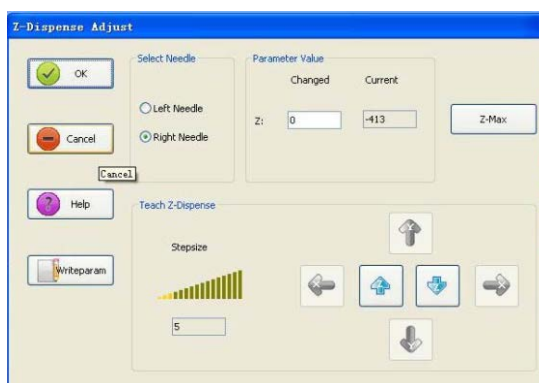 Z-Dispense Adjust
OK
Cancel
Cancel
Help
Writeparam
Select Needle
Left Needle
Right Needle
Parameter Value
Changed Current
Z: 0 -413
Z-Max
Teach Z-Dispense
Stepsize
5